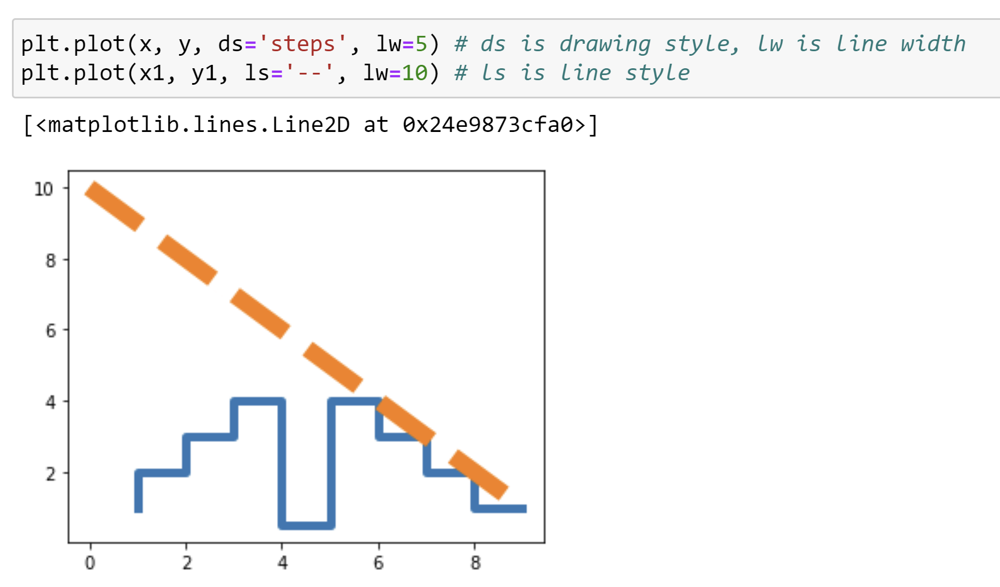 plt.plot(x, y, ds='steps', lw=5) # ds is drawing style, lw is line width
plt.plot(x1, y1, ls='--', lw=10) # ls is line style
[<matplotlib.lines.Line2D at 0x24e9873cfa0>]
10
8
6
4
2
0 2 4 6 8